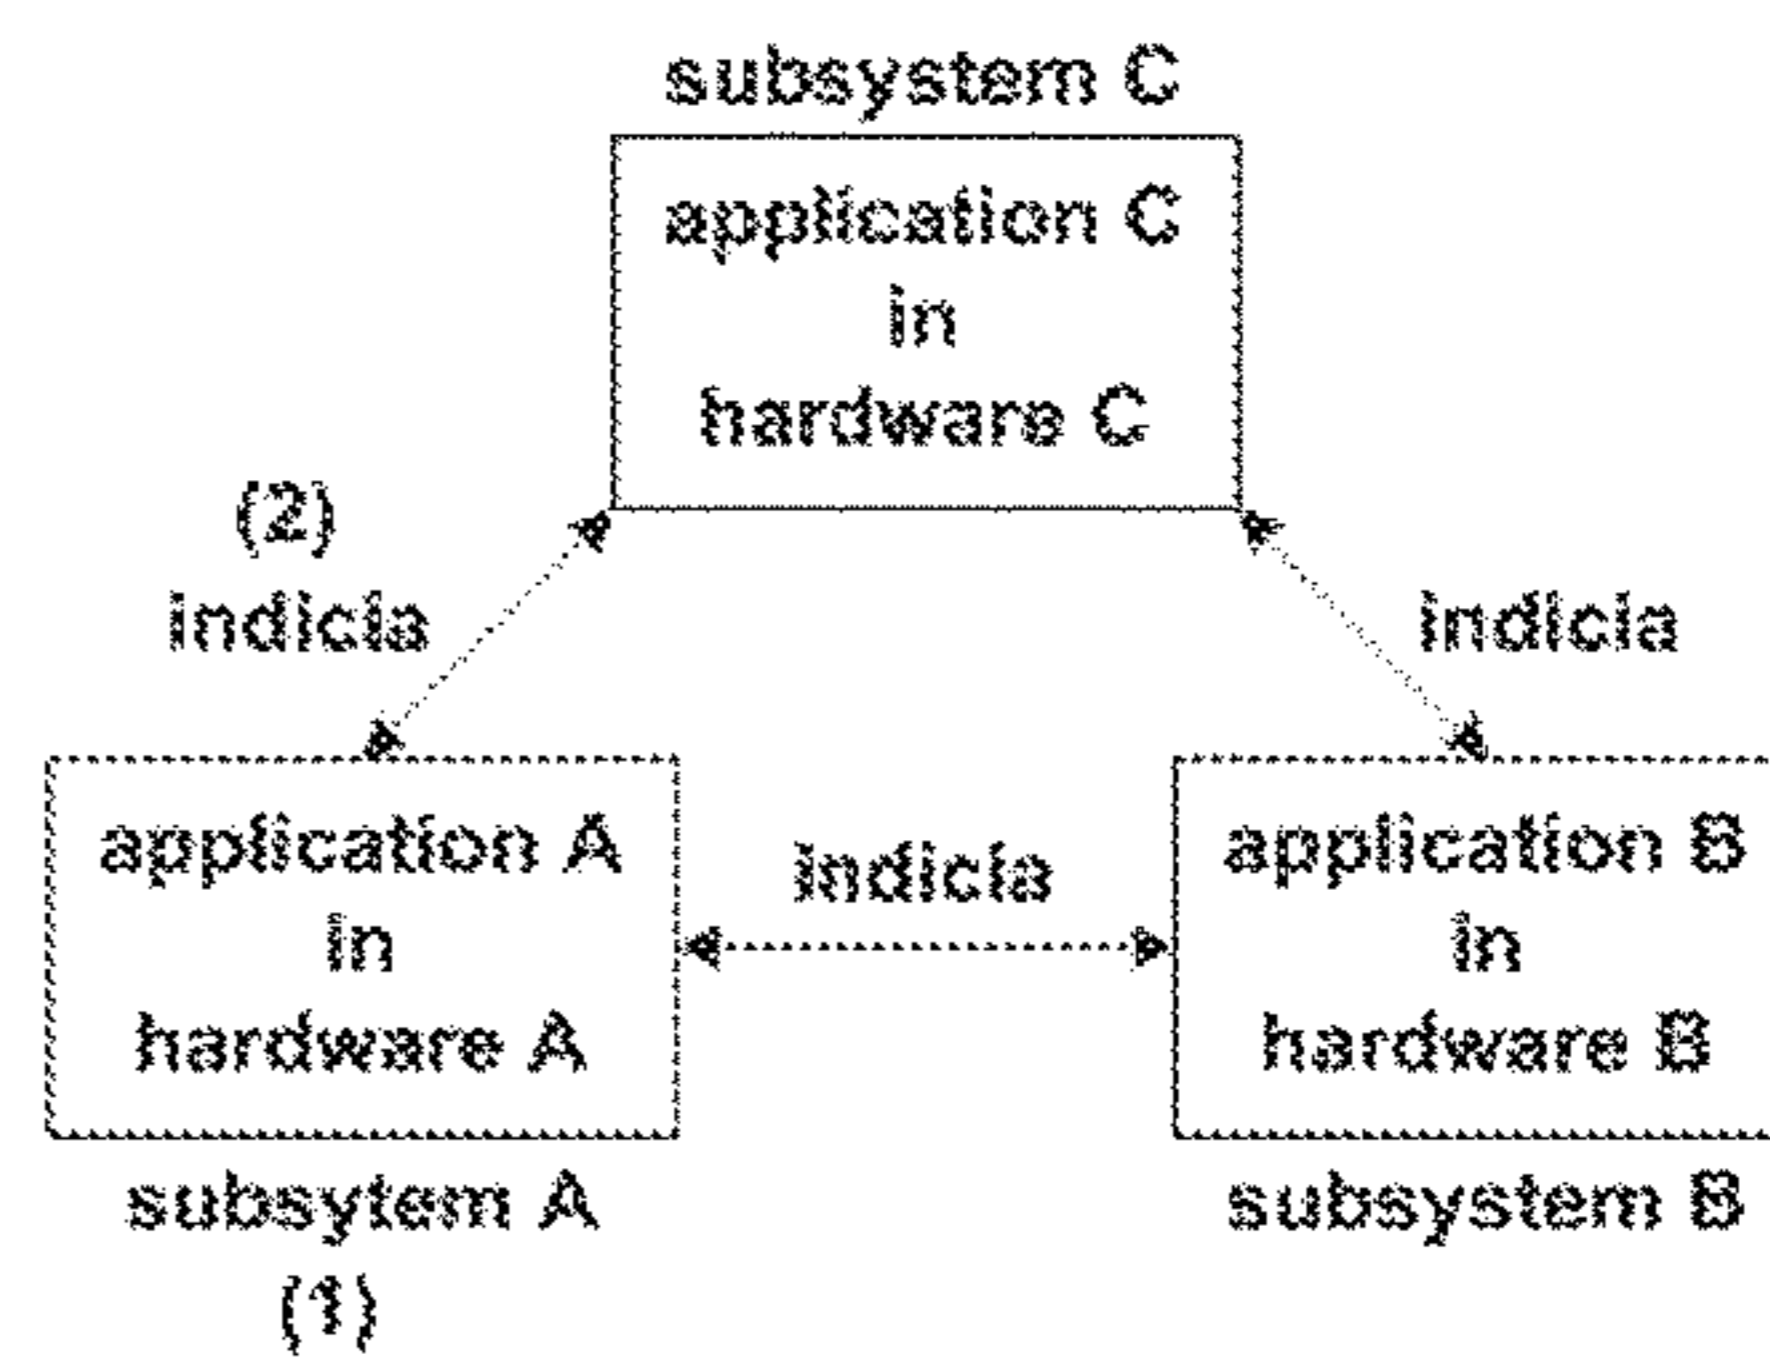 subsystem C
application C
in
hardware C
(2)
indicia
indicia
application A
in
hardware A
indicia
application B
in
hardware B
subsytem A
(1)
subsystem B